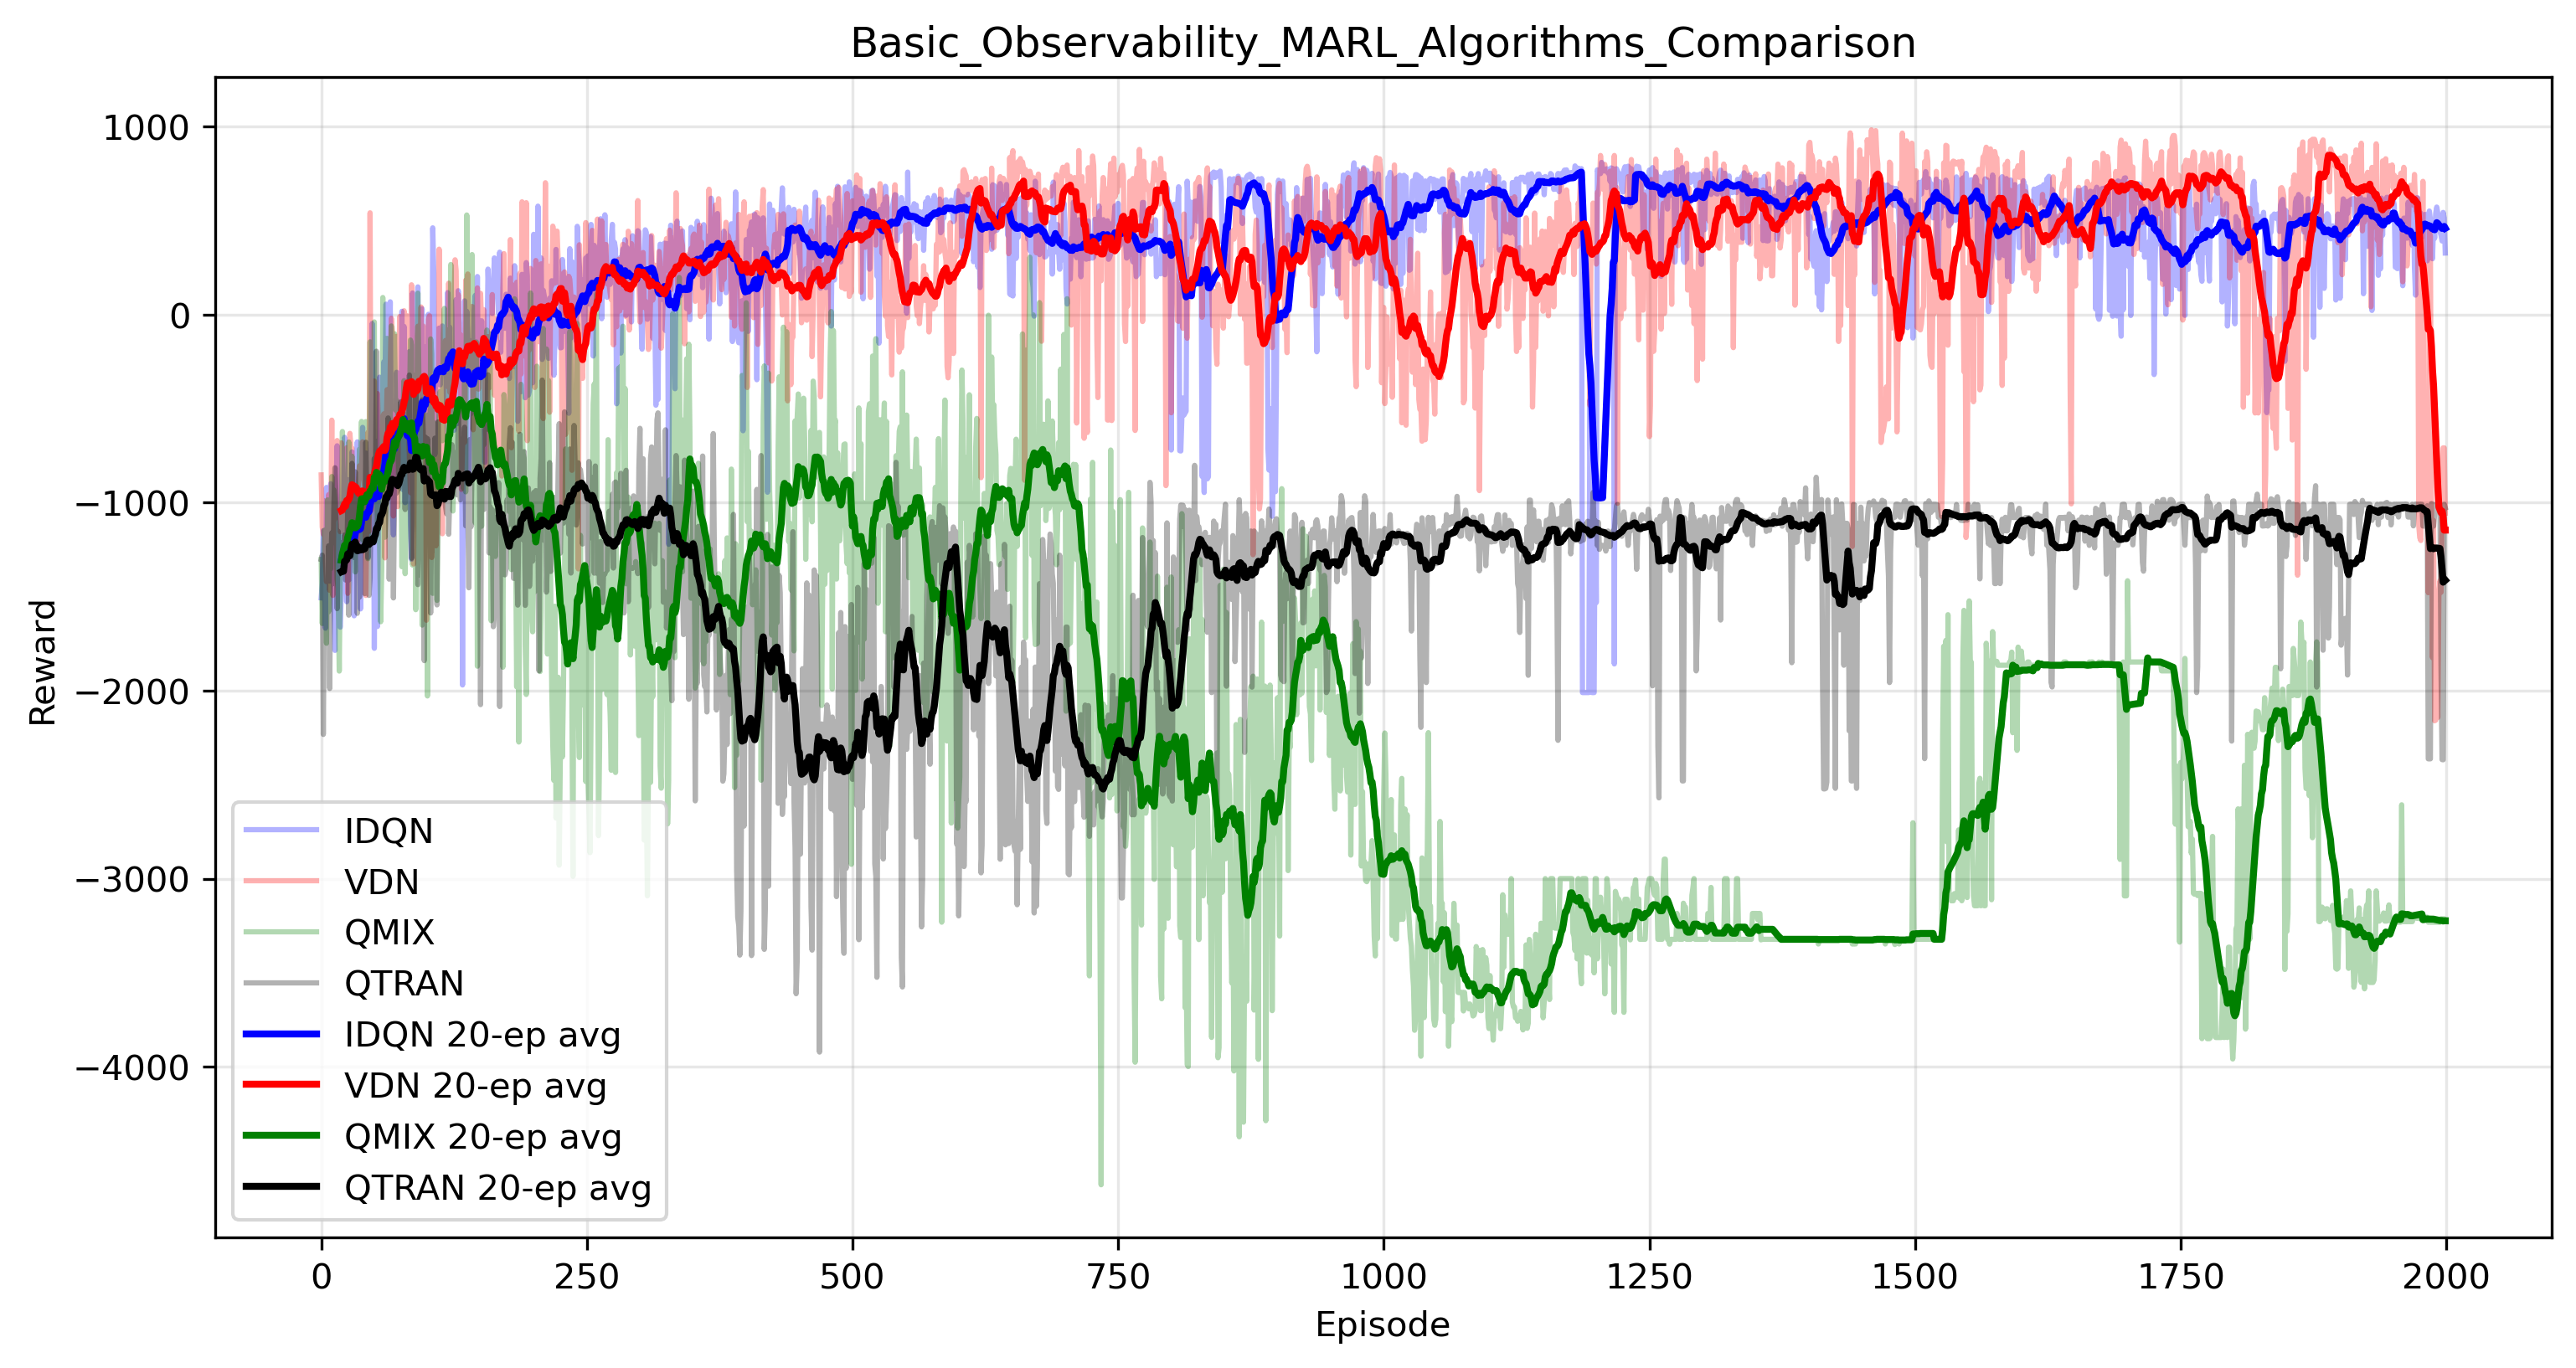 Basic_Observability_MARL_Algorithms_Comparison
1000
0
−1000
−2000
−3000
−4000
Reward
IDQN
VDN
QMIX
QTRAN
IDQN 20-ep avg
VDN 20-ep avg
QMIX 20-ep avg
QTRAN 20-ep avg
0 250 500 750 1000 1250 1500 1750 2000
Episode